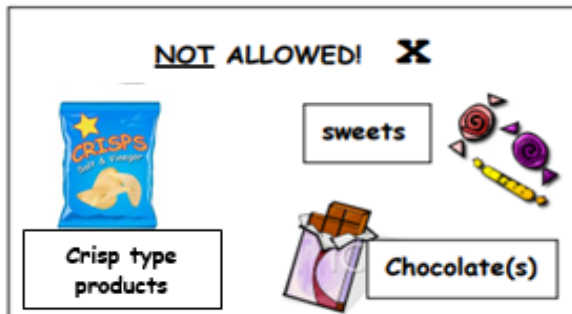 NOT ALLOWED! X
sweets
CRISPS
Salt & Vinegar
Crisp type
products
Chocolate(s)